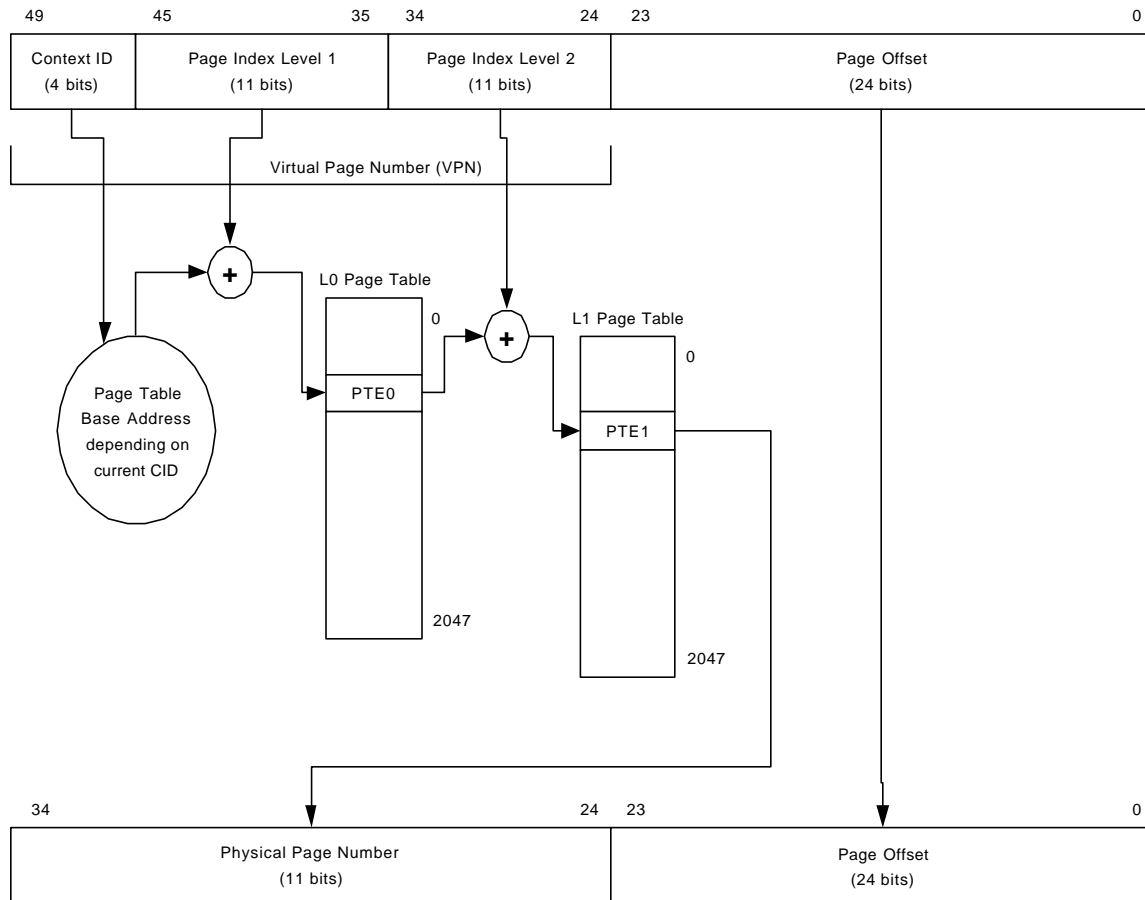 49 45 35 34 24 23 0
Context ID
(4 bits)
Page Index Level 1
(11 bits)
Page Index Level 2
(11 bits)
Page Offset
(24 bits)
Virtual Page Number (VPN)
+
L0 Page Table
0
PTE0
2047
+
L1 Page Table
0
PTE1
2047
Page Table
Base Address
depending on
current CID
34 24 23 0
Physical Page Number
(11 bits)
Page Offset
(24 bits)